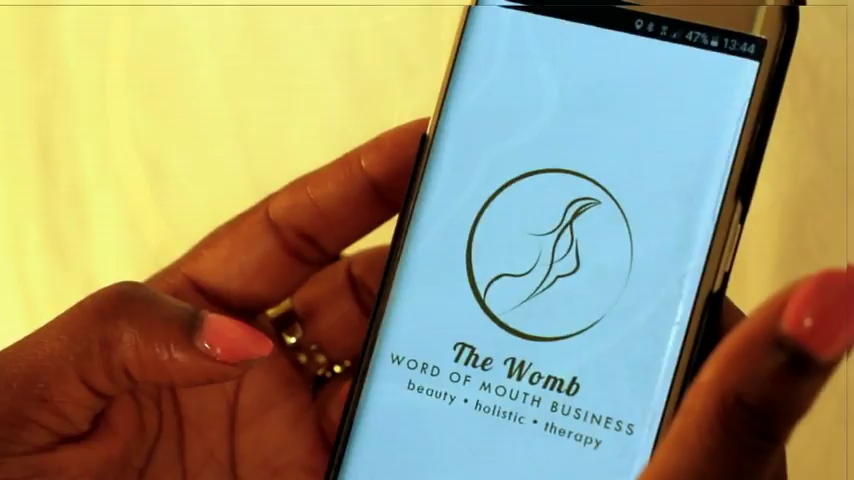 47% 13:44
The Womb
WORD OF MOUTH BUSINESS
beauty • holistic • therapy